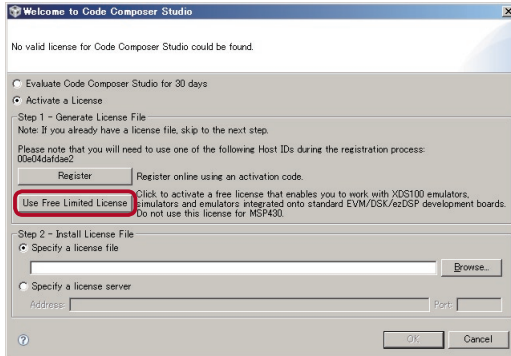 Welcome to Code Composer Studio
No valid license for Code Composer Studio could be found.
Evaluate Code Composer Studio for 30 days
Activate a License
Step 1 - Generate License File
Note: If you already have a license file, skip to the next step.
Please note that you will need to use one of the following Host IDs during the registration process:
00e04dafdae2
Register
Register online using an activation code.
Use Free Limited License
Click to activate a free license that enables you to work with XDS100 emulators,
simulators and emulators integrated onto standard EVM/DSK/ezDSP development boards.
Do not use this license for MSP430.
Step 2 - Install License File
Specify a license file
Browse...
Specify a license server
Address:
Port:
OK
Cancel